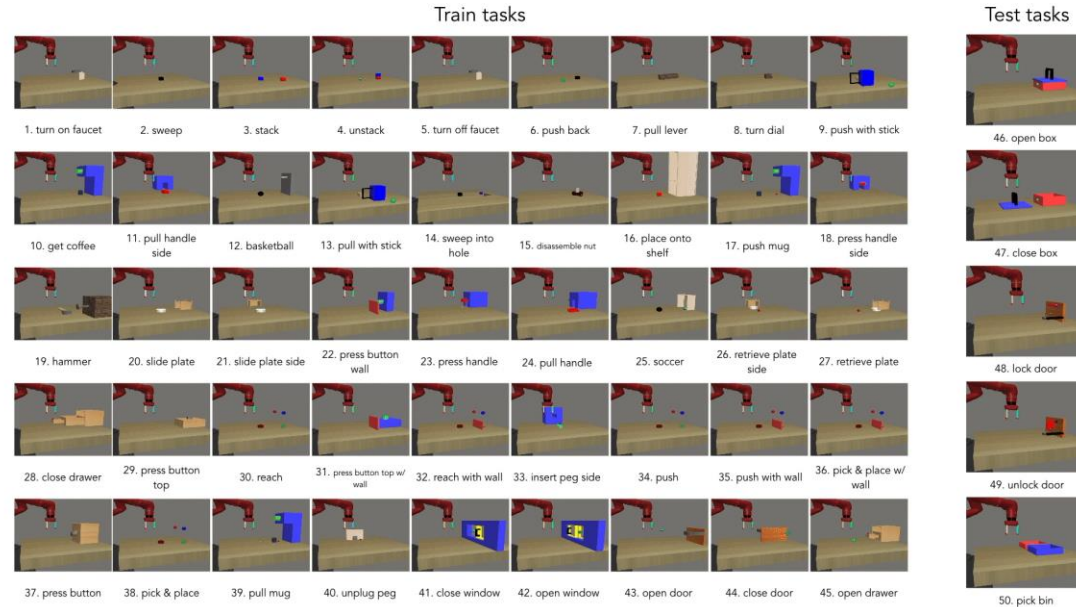 Train tasks
Test tasks
1. turn on faucet
2. sweep
3. stack
4. unstack
5. turn off faucet
6. push back
7. pull lever
8. turn dial
9. push with stick
10. get coffee
11. pull handle
side
12. basketball
13. pull with stick
14. sweep into
hole
15. disassemble nut
16. place onto
shelf
17. push mug
18. press handle
side
19. hammer
20. slide plate
21. slide plate side
22. press button
wall
23. press handle
24. pull handle
25. soccer
26. retrieve plate
side
27. retrieve plate
28. close drawer
29. press button
top
30. reach
31. press button top w/
wall
32. reach with wall
33. insert peg side
34. push
35. push with wall
36. pick & place w/
wall
37. press button
38. pick & place
39. pull mug
40. unplug peg
41. close window
42. open window
43. open door
44. close door
45. open drawer
46. open box
47. close box
48. lock door
49. unlock door
50. pick bin